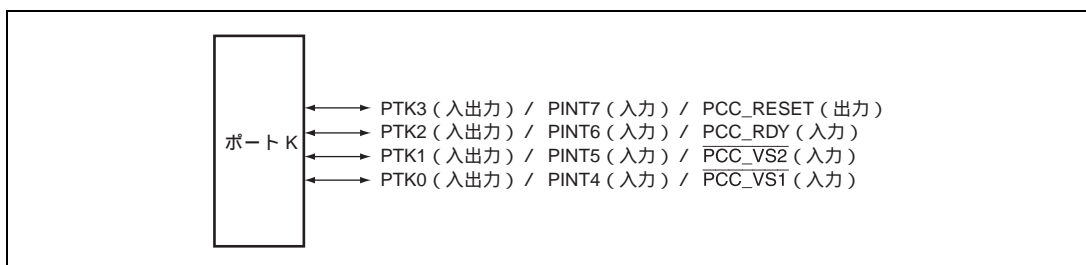 ポート K
PTK3(入出力)/ PINT7(入力)/ PCC_RESET(出力)
PTK2(入出力)/ PINT6(入力)/ PCC_RDY(入力)
PTK1(入出力)/ PINT5(入力)/ PCC_VS2(入力)
PTK0(入出力)/ PINT4(入力)/ PCC_VS1(入力)